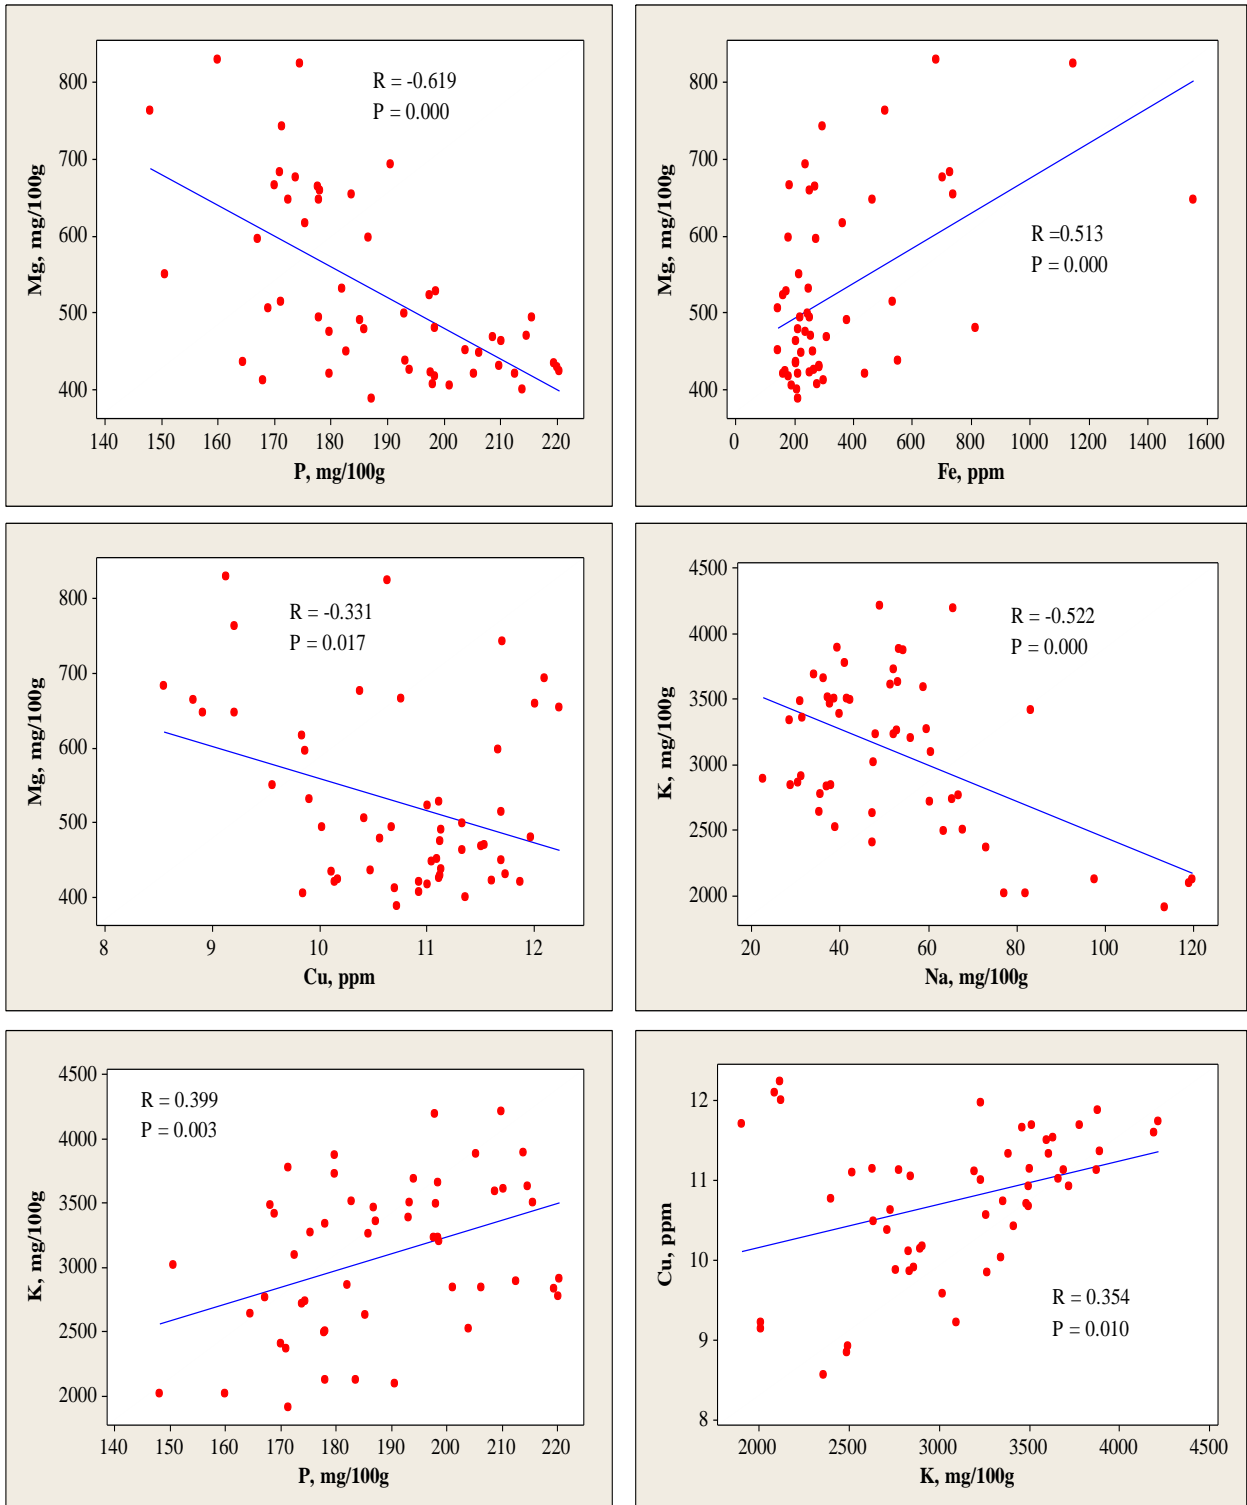 800
700
600
500
400
Mg, mg/100g
R = -0.619
P = 0.000
140 150 160 170 180 190 200 210 220
P, mg/100g
800
700
600
500
400
Mg, mg/100g
R =0.513
P = 0.000
0 200 400 600 800 1000 1200 1400 1600
Fe, ppm
800
700
600
500
400
Mg, mg/100g
R = -0.331
P = 0.017
8 9 10 11 12
Cu, ppm
4500
4000
3500
3000
2500
2000
K, mg/100g
R = -0.522
P = 0.000
20 40 60 80 100 120
Na, mg/100g
4500
4000
3500
3000
2500
2000
K, mg/100g
R = 0.399
P = 0.003
140 150 160 170 180 190 200 210 220
P, mg/100g
12
11
10
9
8
Cu, ppm
R = 0.354
P = 0.010
2000 2500 3000 3500 4000 4500
K, mg/100g